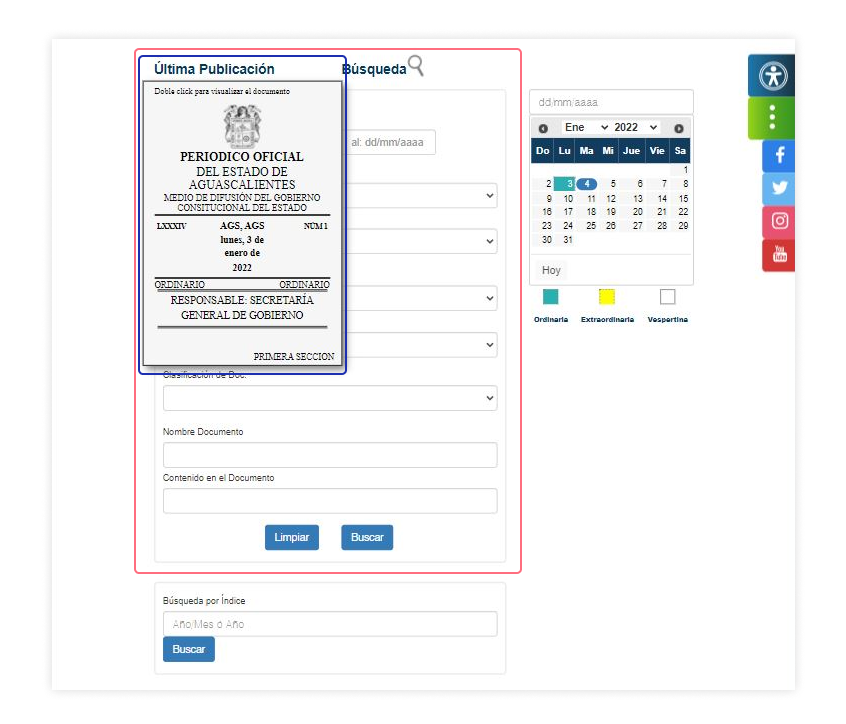 Última Publicación
Búsqueda
Doble click para visualizar el documento
PERIODICO OFICIAL
DEL ESTADO DE
AGUASCALIENTES
MEDIO DE DIFUSIÓN DEL GOBIERNO
CONSITUCIONAL DEL ESTADO
LXXXIV AGS, AGS NÚM 1
lunes, 3 de
enero de
2022
ORDINARIO ORDINARIO
RESPONSABLE: SECRETARÍA
GENERAL DE GOBIERNO
PRIMERA SECCION
al: dd/mm/aaaa
Clasificación de Doc.
Nombre Documento
Contenido en el Documento
Limpiar Buscar
Búsqueda por Índice
Año/Mes o Año
Buscar
dd/mm/aaaa
Ene 2022
Do Lu Ma Mi Jue Vie Sa
1
2 3 4 5 6 7 8
9 10 11 12 13 14 15
16 17 18 19 20 21 22
23 24 25 26 27 28 29
30 31
Hoy
Ordinaria Extraordinaria Vespertina
You
Tube